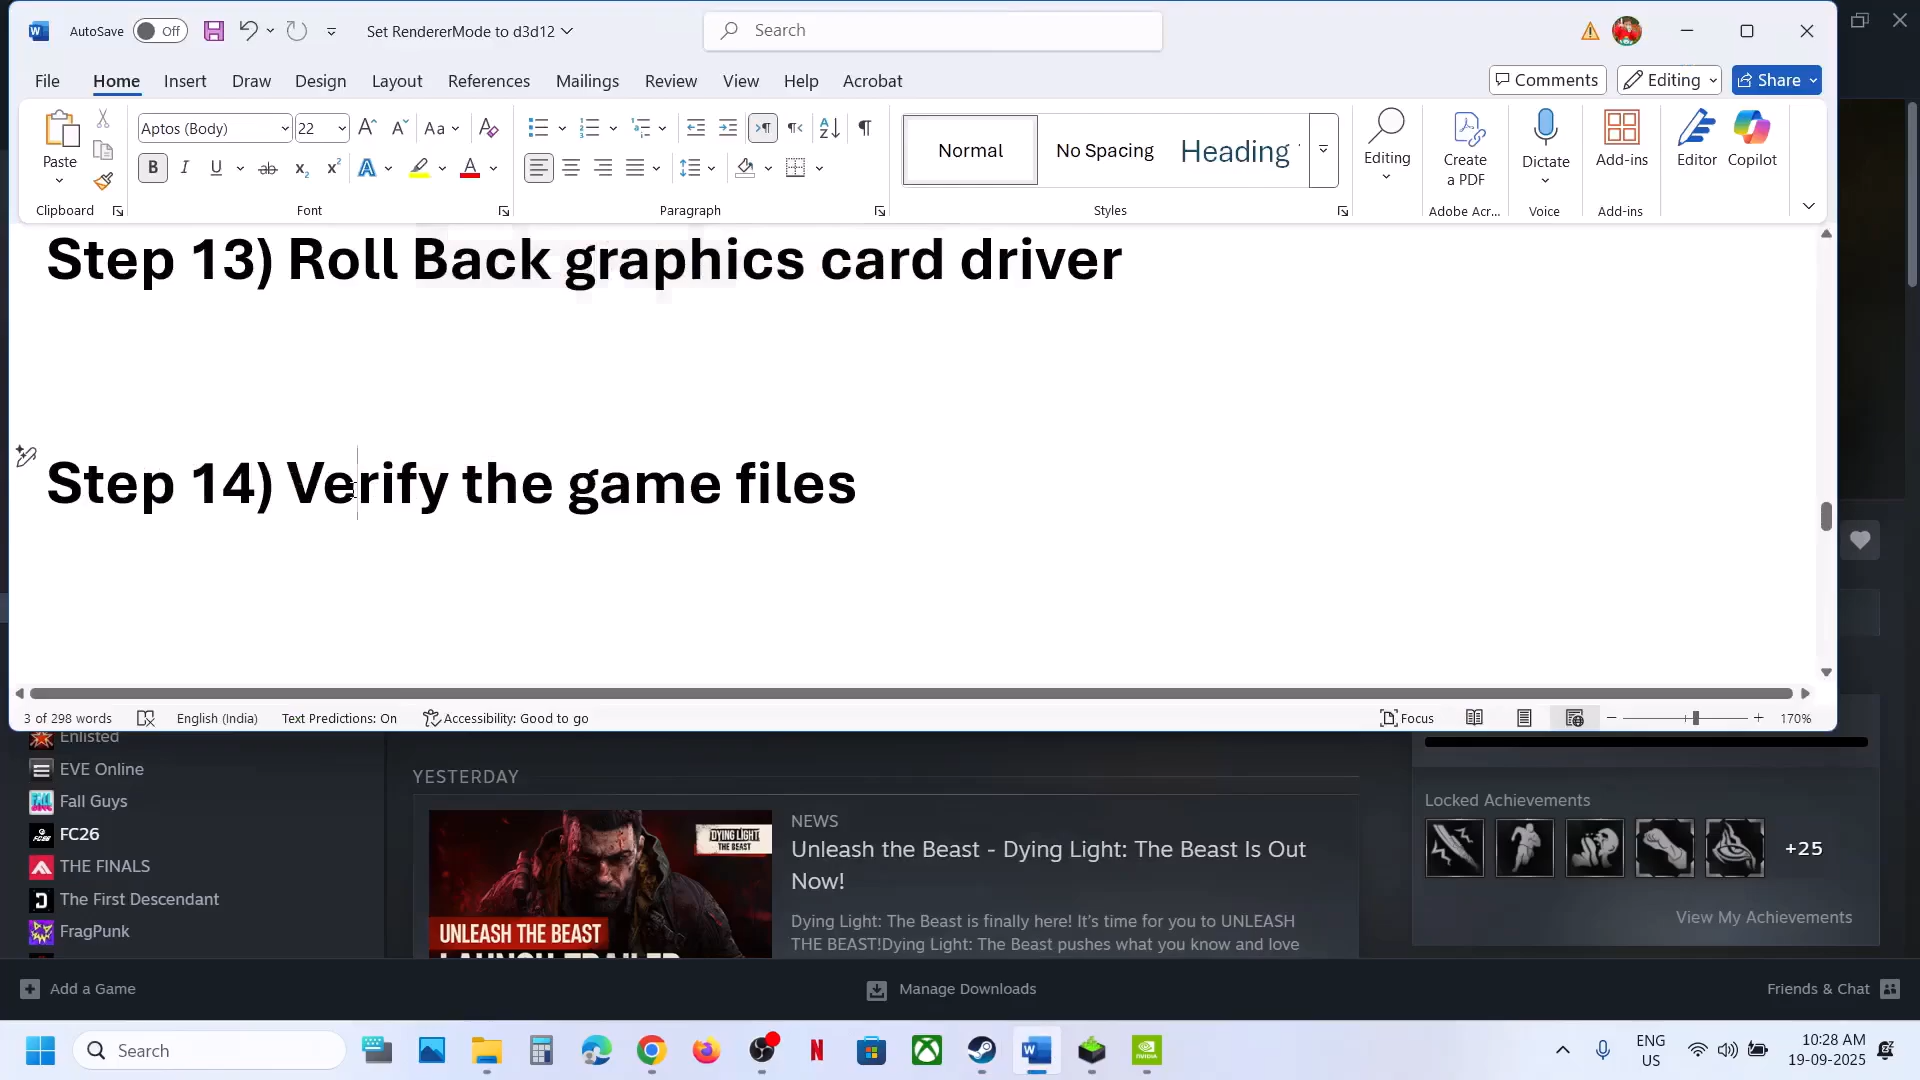 AutoSave Off Set RendererMode to d3d12 Search
File Home Insert Draw Design Layout References Mailings Review View Help Acrobat Comments Editing Share
Aptos (Body) 22 Normal No Spacing Heading
Paste Editing Create a PDF Dictate Add-ins Editor Copilot
Clipboard Font Paragraph Styles Adobe Acr... Voice Add-ins
Step 13) Roll Back graphics card driver
Step 14) Verify the game files
3 of 298 words English (India) Text Predictions: On Accessibility: Good to go Focus 170%
Enlisted
EVE Online
Fall Guys
FC26
THE FINALS
The First Descendant
FragPunk
YESTERDAY
DYING LIGHT
THE BEAST
UNLEASH THE BEAST
LAUNCH TRAILER
NEWS
Unleash the Beast - Dying Light: The Beast Is Out
Now!
Dying Light: The Beast is finally here! It's time for you to UNLEASH
THE BEAST!Dying Light: The Beast pushes what you know and love
Locked Achievements
+25
View My Achievements
Add a Game Manage Downloads Friends & Chat
Search ENG
US
10:28 AM
19-09-2025